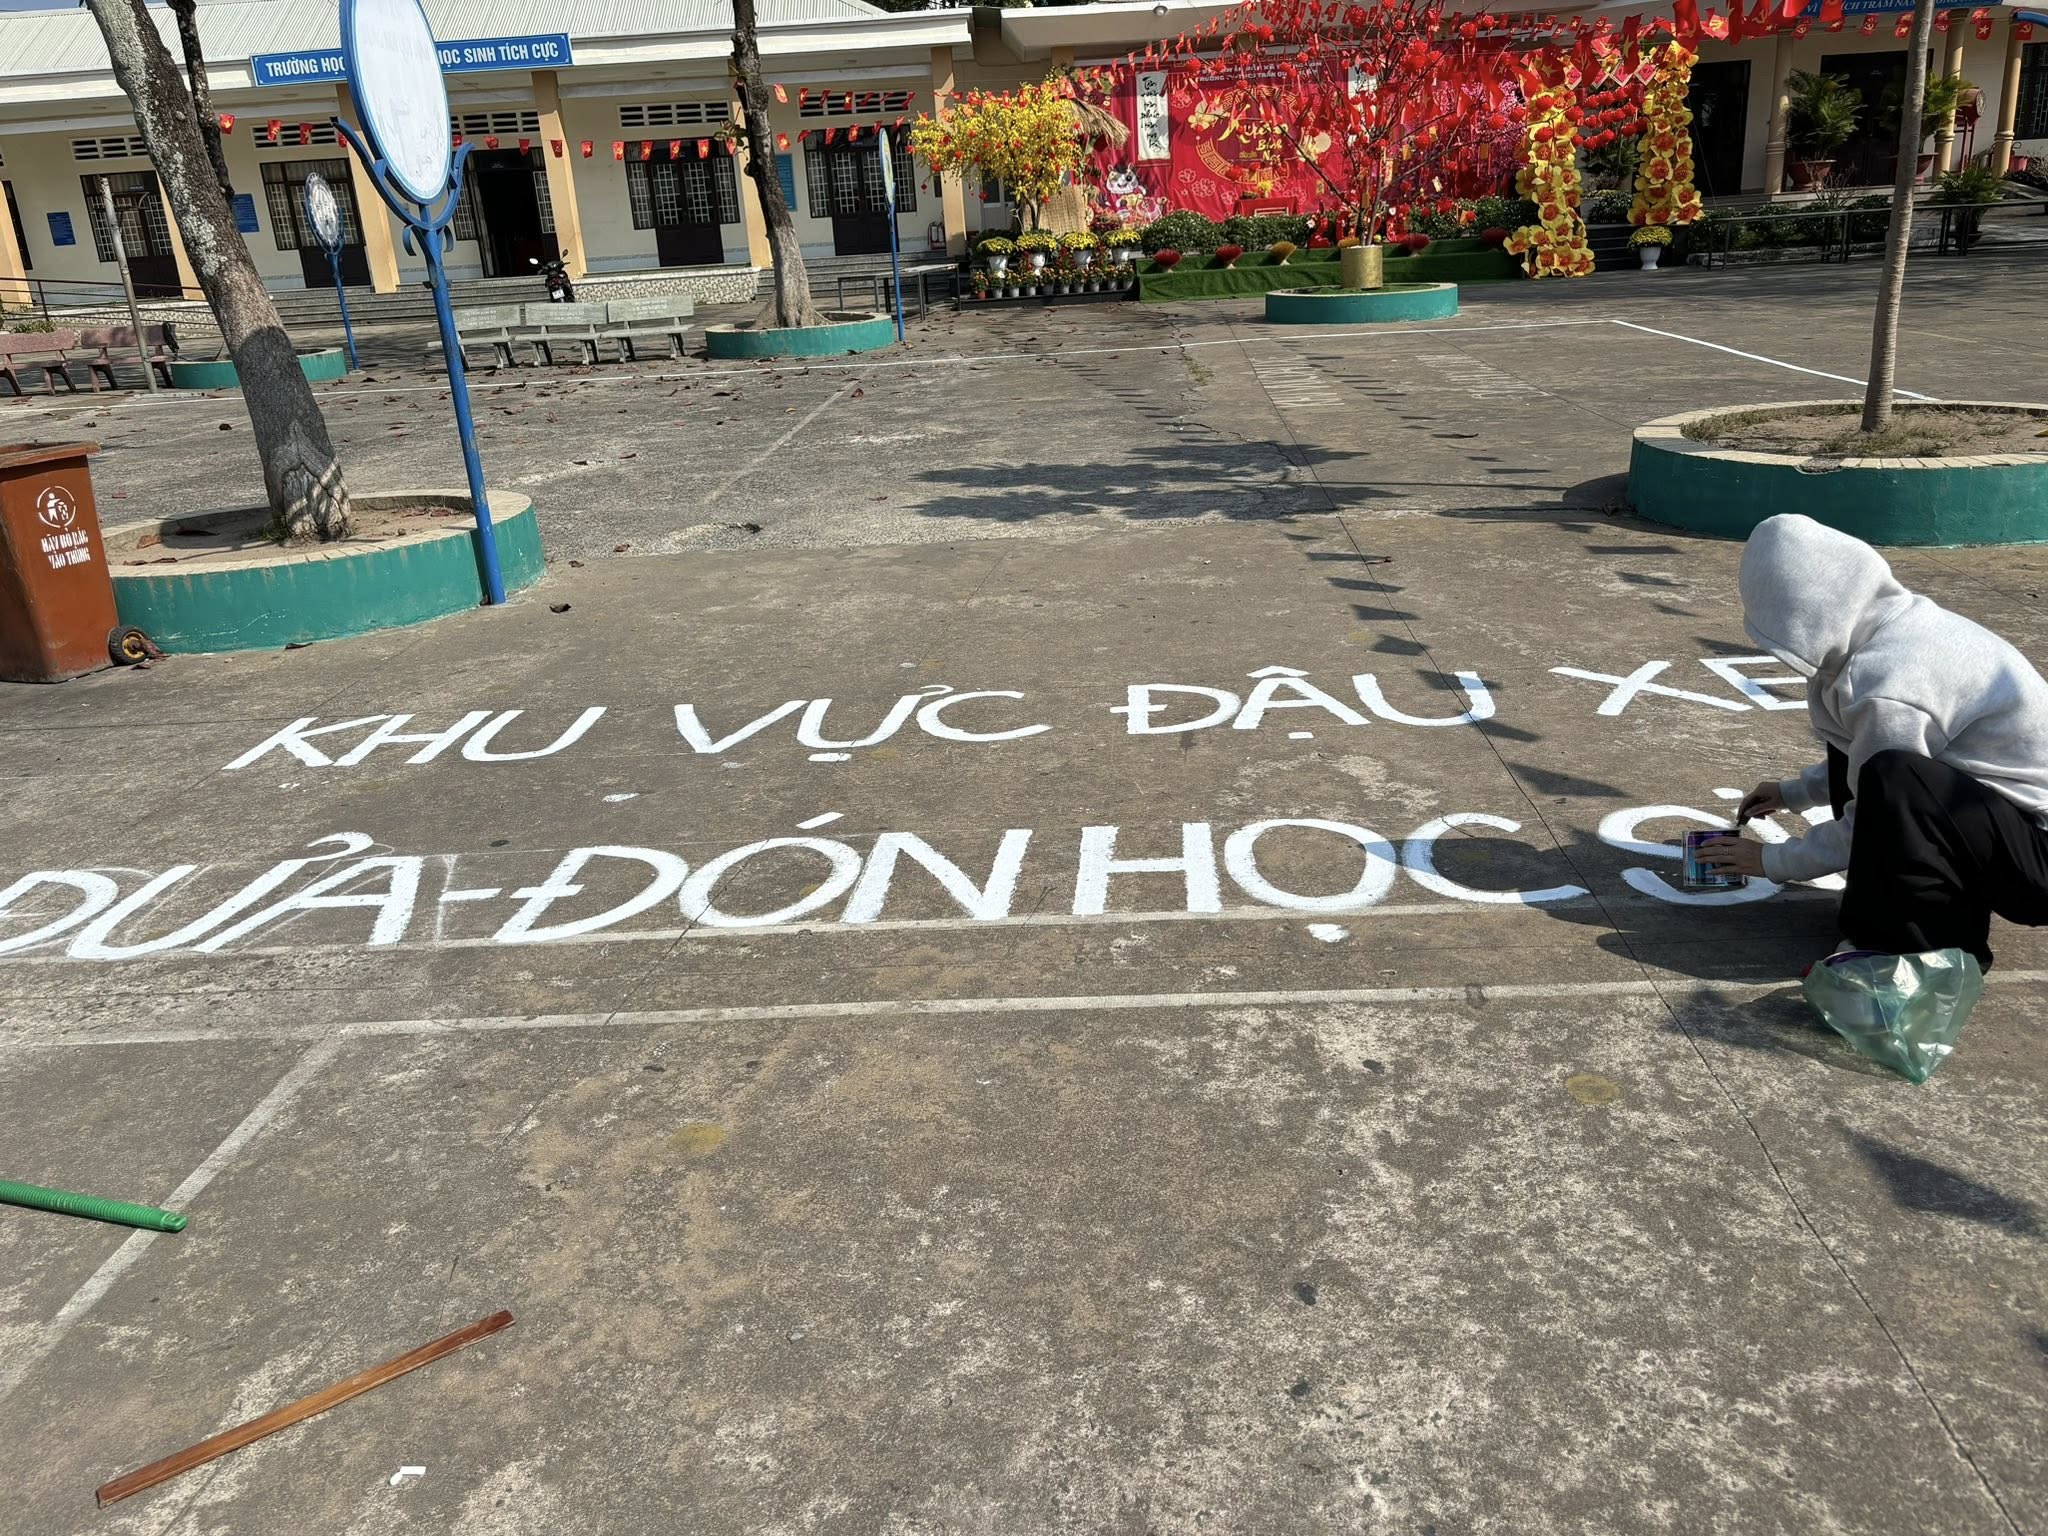 TRƯỜNG HỌC
HỌC SINH TÍCH CỰC
HÃY BỎ RÁC
VÀO THÙNG
KHU VỰC ĐẬU XE
ĐƯA-ĐÓN HỌC SI